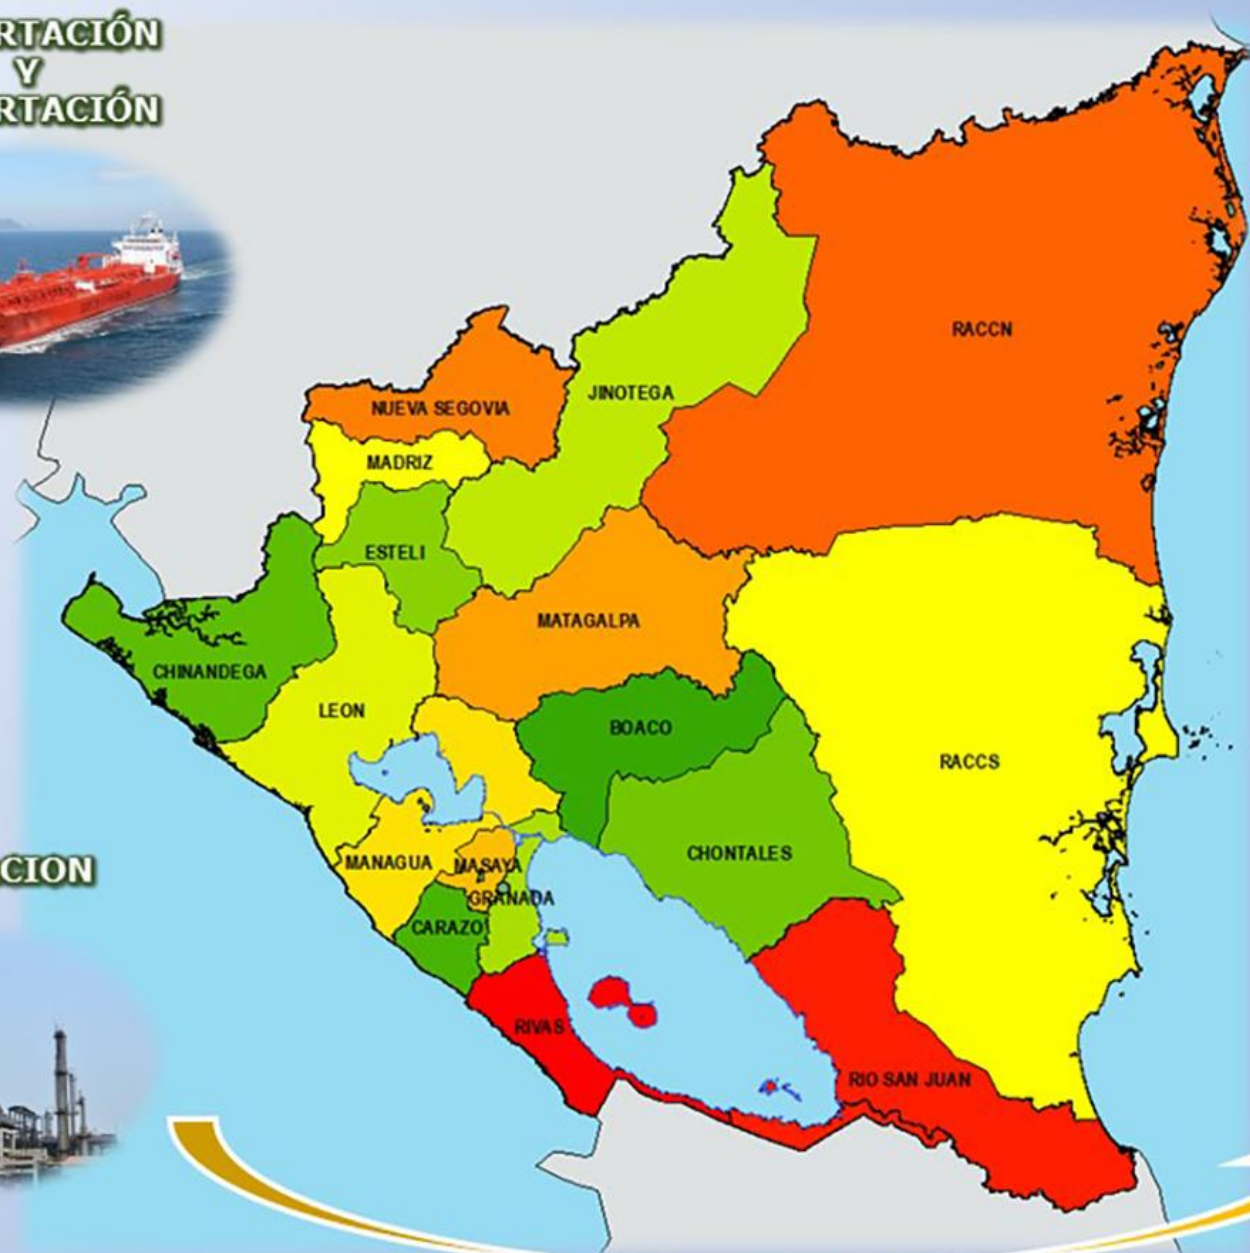 RTACIÓN
Y
RTACIÓN
RACCN
JINOTEGA
NUEVA SEGOVIA
MADRIZ
ESTELI
MATAGALPA
CHINANDEGA
LEON
BOACO
RACCS
CHONTALES
MANAGUA
MASAYA
CION
GRANADA
CARAZO
RIVAS
RIO SAN JUAN